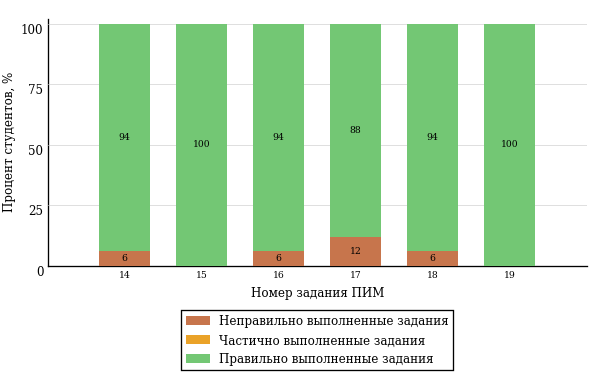 100
75
50
25
0
Процент студентов, %
94 100 94 88 94 100
6 6 12 6
14 15 16 17 18 19
Номер задания ПИМ
Неправильно выполненные задания
Частично выполненные задания
Правильно выполненные задания